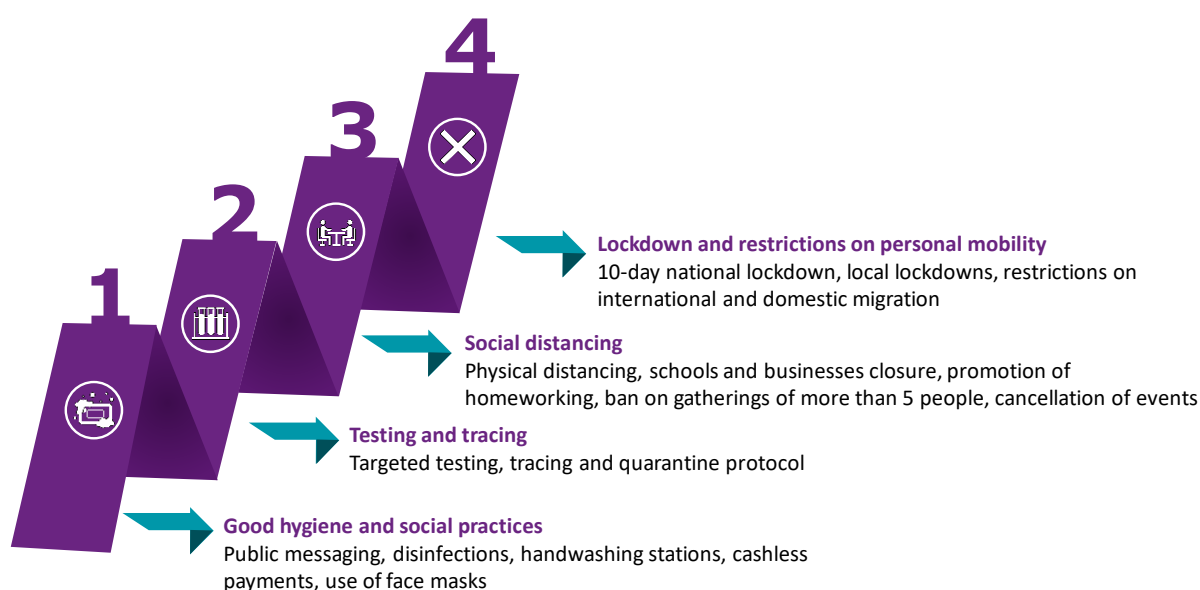 4
3
2
1
Lockdown and restrictions on personal mobility
10-day national lockdown, local lockdowns, restrictions on
international and domestic migration
Social distancing
Physical distancing, schools and businesses closure, promotion of
homeworking, ban on gatherings of more than 5 people, cancellation of events
Testing and tracing
Targeted testing, tracing and quarantine protocol
Good hygiene and social practices
Public messaging, disinfections, handwashing stations, cashless
payments, use of face masks